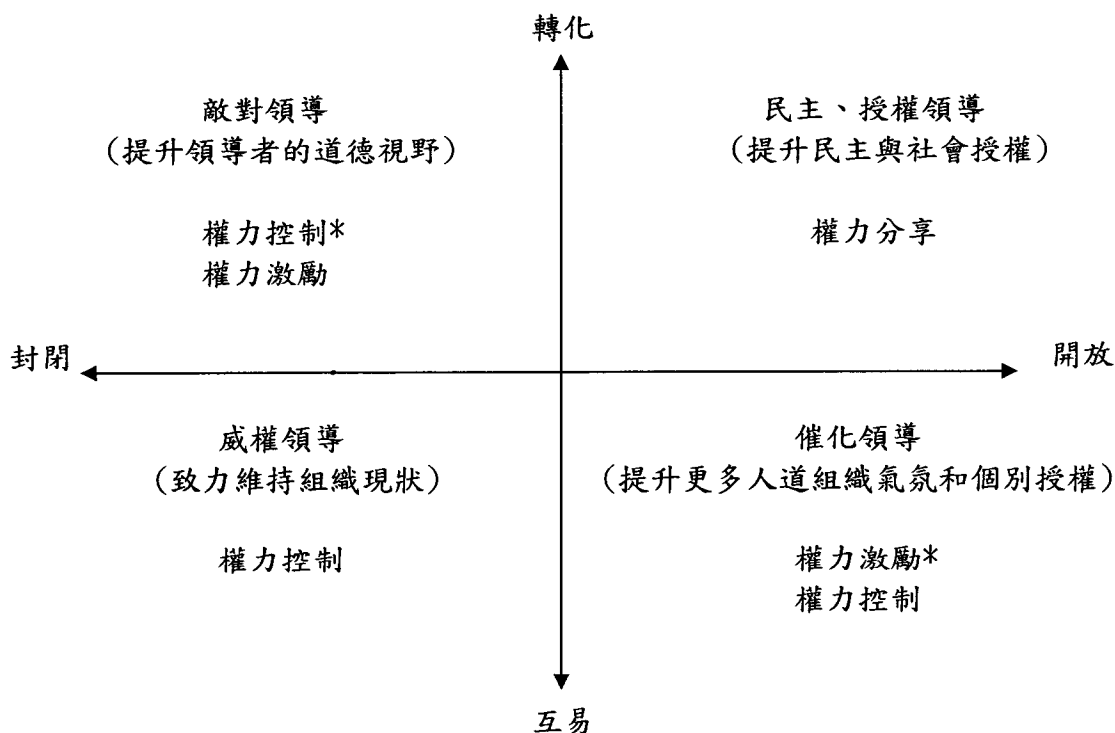 轉化
敵對領導
(提升領導者的道德視野)
權力控制*
權力激勵
民主、授權領導
(提升民主與社會授權)
權力分享
封閉
開放
威權領導
(致力維持組織現狀)
權力控制
催化領導
(提升更多人道組織氣氛和個別授權)
權力激勵*
權力控制
互易